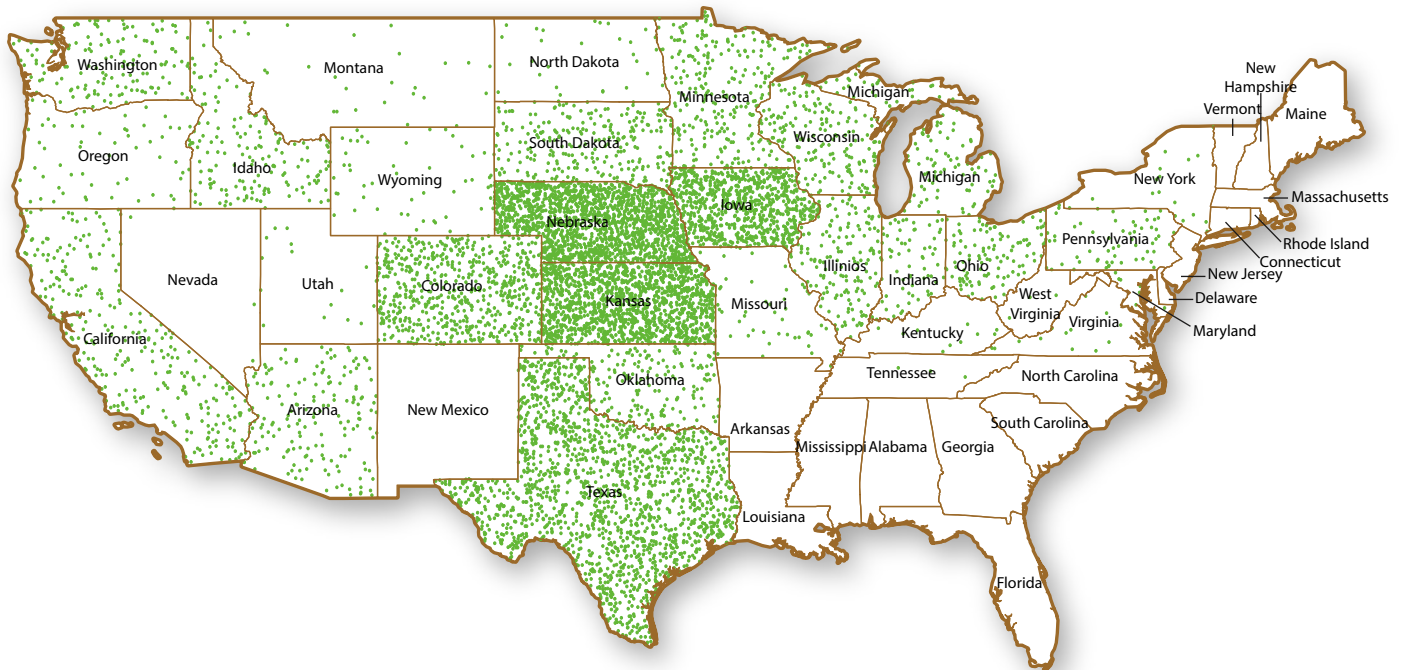 Washington
Montana
North Dakota
Minnesota
Michigan
New
Hampshire
Vermont
Maine
Oregon
Idaho
Wyoming
South Dakota
Wisconsin
Michigan
New York
Massachusetts
Nebraska
Iowa
Pennsylvania
Rhode Island
Connecticut
Nevada
Utah
Colorado
Kansas
Missouri
Illinios
Indiana
Ohio
New Jersey
West
Virginia
Delaware
California
Kentucky
Virginia
Maryland
Arizona
New Mexico
Oklahoma
Tennessee
North Carolina
Arkansas
South Carolina
Mississippi
Alabama
Georgia
Texas
Louisiana
Florida